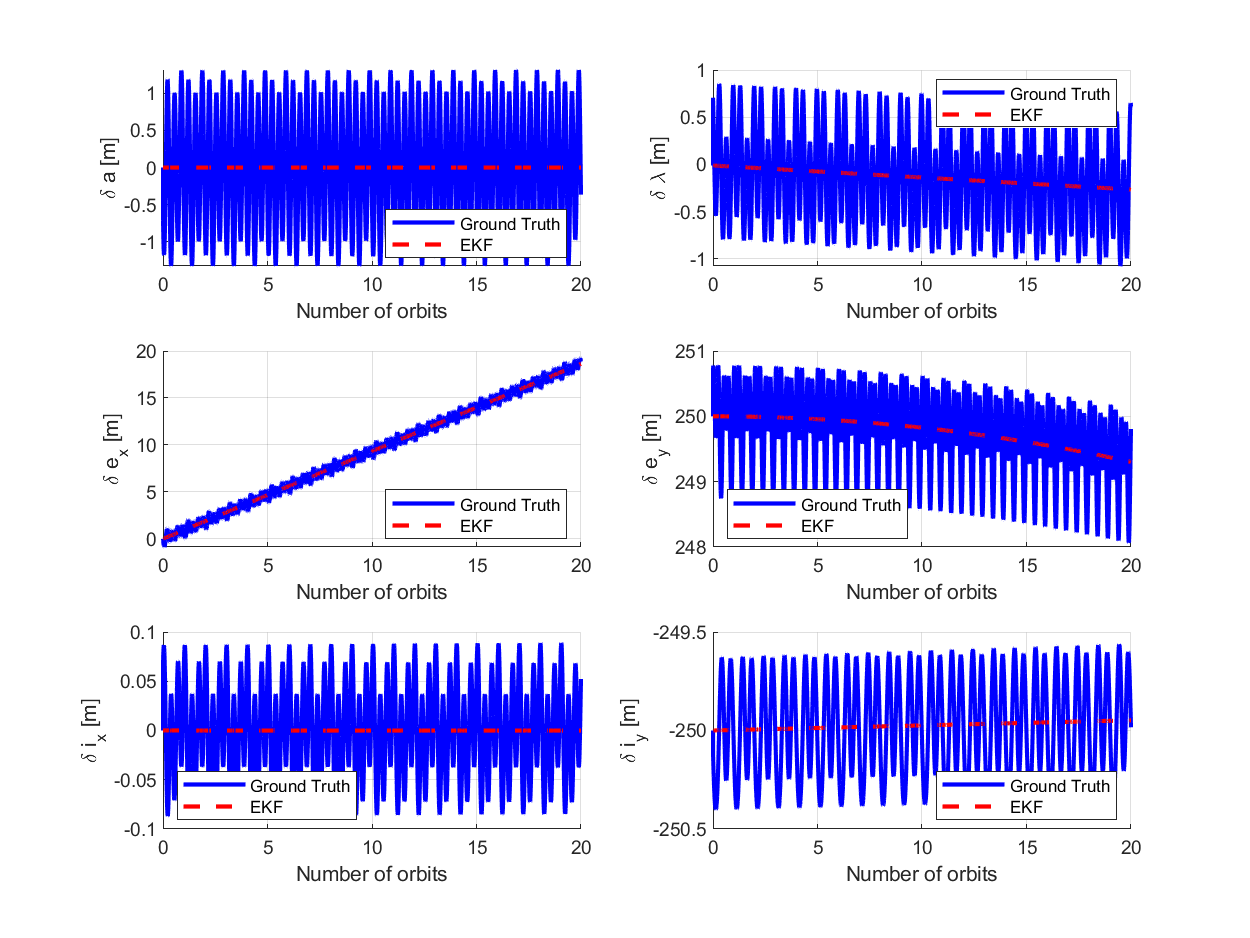 δ a [m]
1
0.5
0
-0.5
-1
0 5 10 15 20
Number of orbits
Ground Truth
EKF
δ λ [m]
1
0.5
0
-0.5
-1
0 5 10 15 20
Number of orbits
Ground Truth
EKF
δ e_x [m]
20
15
10
5
0
0 5 10 15 20
Number of orbits
Ground Truth
EKF
δ e_y [m]
251
250
249
248
0 5 10 15 20
Number of orbits
Ground Truth
EKF
δ i_x [m]
0.1
0.05
0
-0.05
-0.1
0 5 10 15 20
Number of orbits
Ground Truth
EKF
δ i_y [m]
-249.5
-250
-250.5
0 5 10 15 20
Number of orbits
Ground Truth
EKF